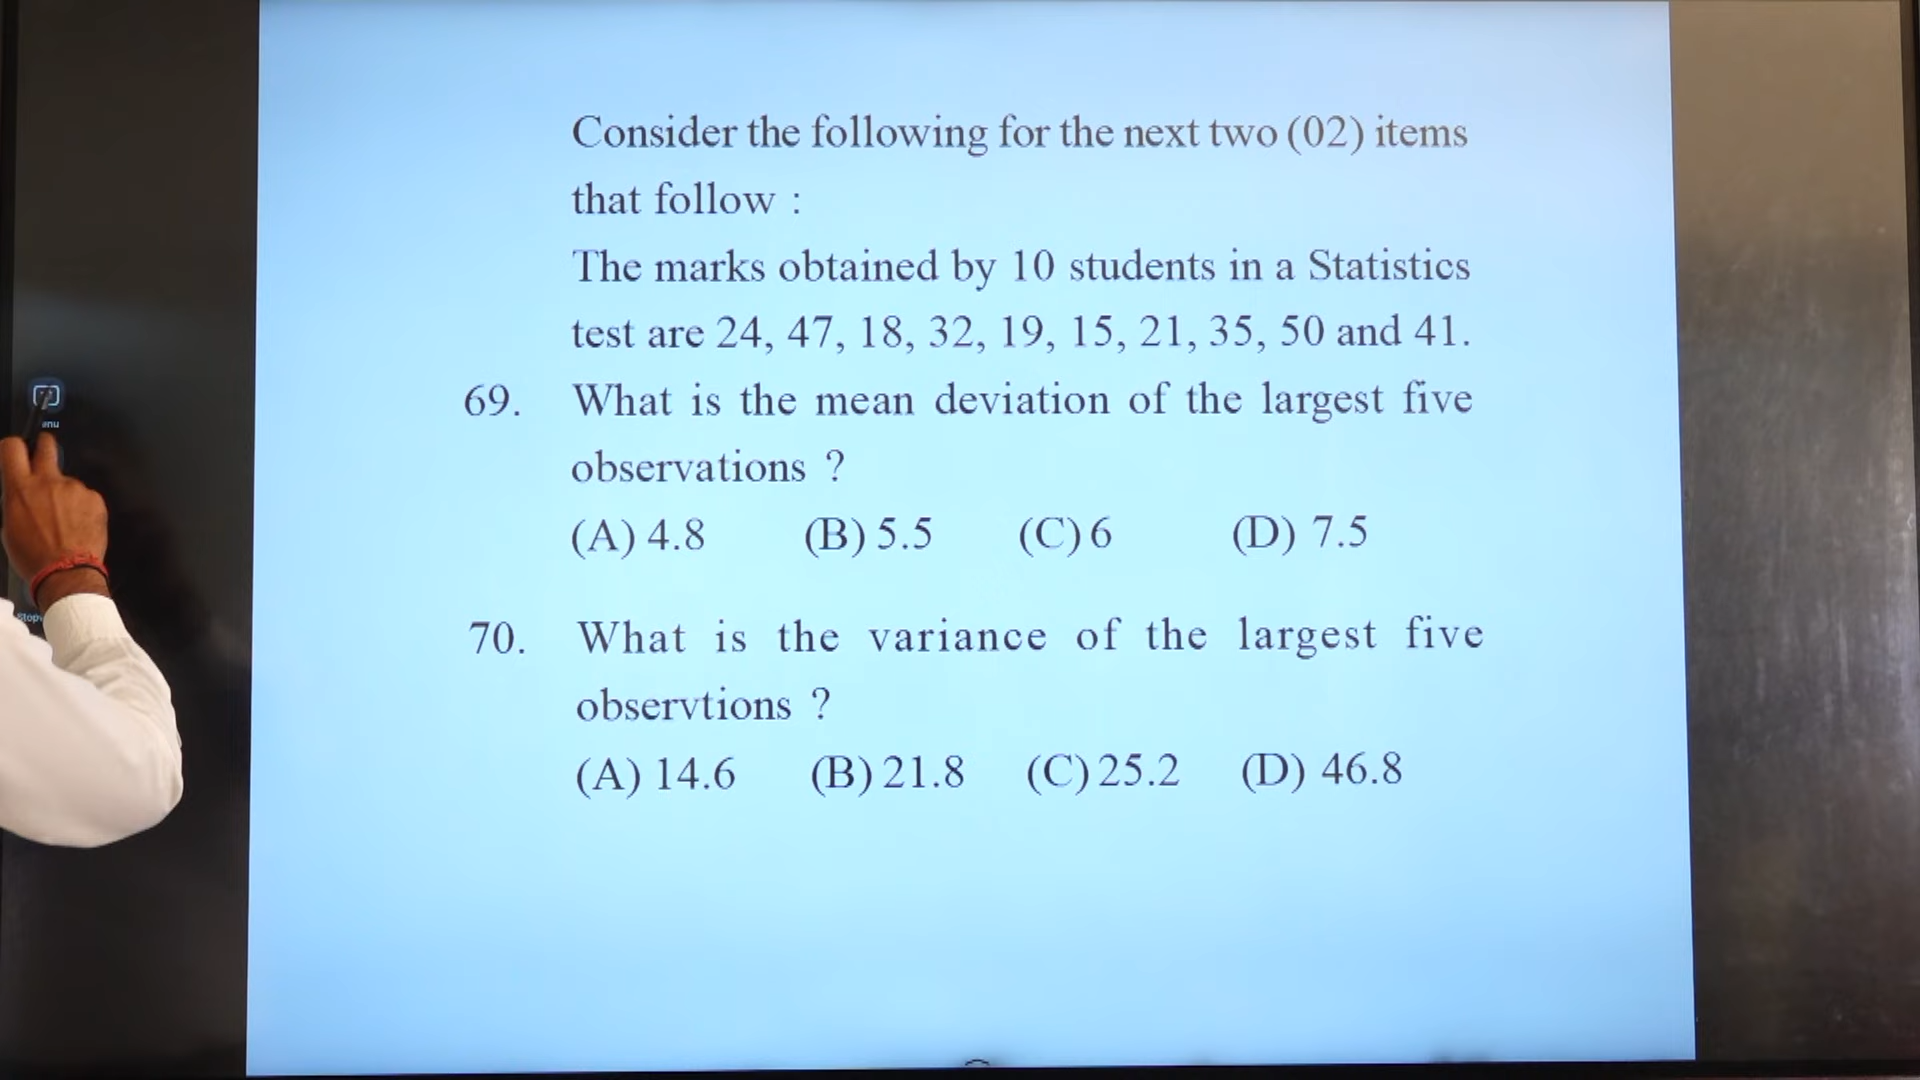 Consider the following for the next two (02) items
that follow :
The marks obtained by 10 students in a Statistics
test are 24, 47, 18, 32, 19, 15, 21, 35, 50 and 41.
69. What is the mean deviation of the largest five
observations ?
(A) 4.8 (B) 5.5 (C) 6 (D) 7.5
70. What is the variance of the largest five
observtions ?
(A) 14.6 (B) 21.8 (C) 25.2 (D) 46.8